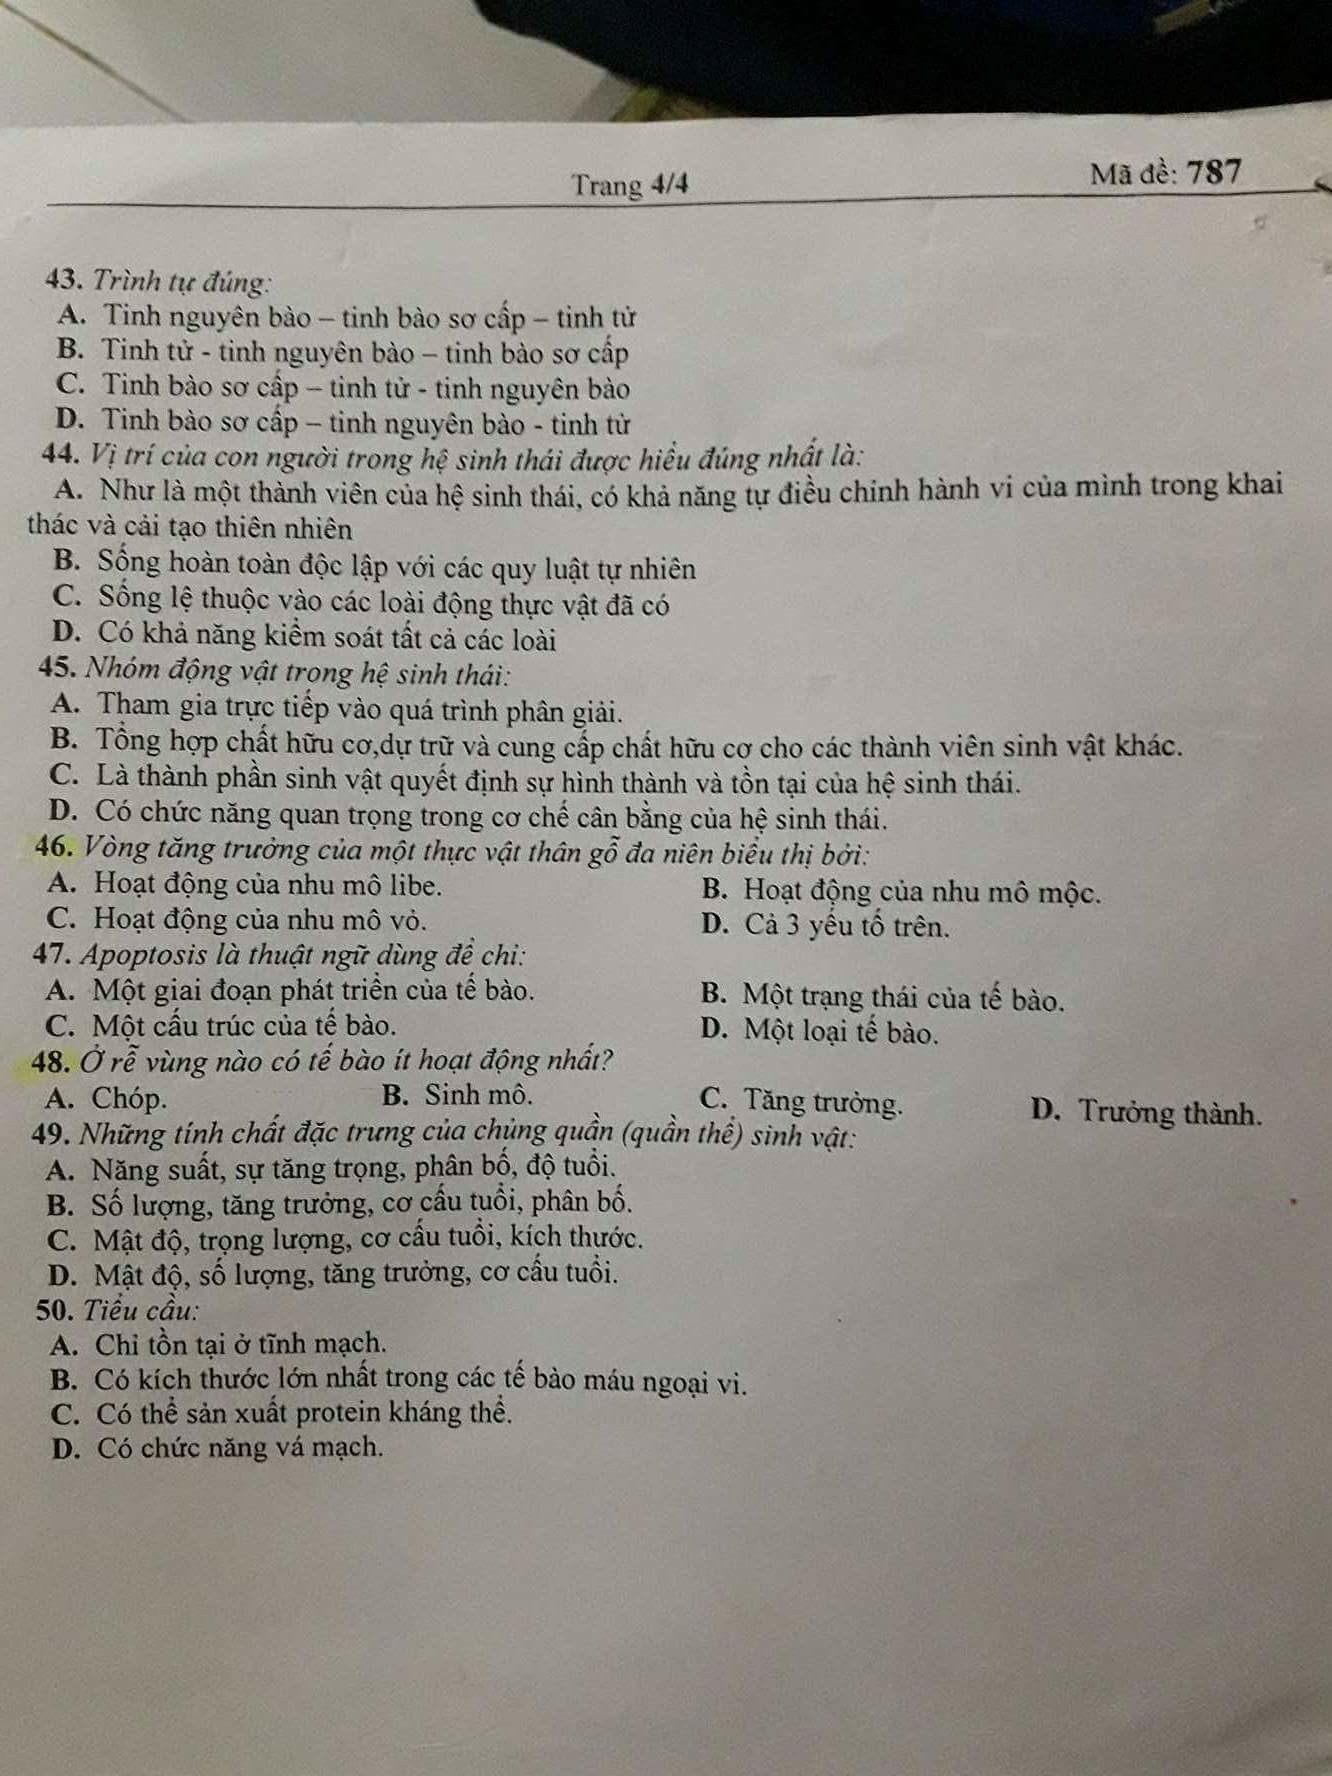 Trang 4/4
Mã đề: 787
43. Trình tự đúng:
A. Tinh nguyên bào – tinh bào sơ cấp – tinh tử
B. Tinh tử - tinh nguyên bào – tinh bào sơ cấp
C. Tinh bào sơ cấp – tinh tử - tinh nguyên bào
D. Tinh bào sơ cấp – tinh nguyên bào - tinh tử
44. Vị trí của con người trong hệ sinh thái được hiểu đúng nhất là:
A. Như là một thành viên của hệ sinh thái, có khả năng tự điều chỉnh hành vi của mình trong khai
thác và cải tạo thiên nhiên
B. Sống hoàn toàn độc lập với các quy luật tự nhiên
C. Sống lệ thuộc vào các loài động thực vật đã có
D. Có khả năng kiểm soát tất cả các loài
45. Nhóm động vật trong hệ sinh thái:
A. Tham gia trực tiếp vào quá trình phân giải.
B. Tổng hợp chất hữu cơ,dự trữ và cung cấp chất hữu cơ cho các thành viên sinh vật khác.
C. Là thành phần sinh vật quyết định sự hình thành và tồn tại của hệ sinh thái.
D. Có chức năng quan trọng trong cơ chế cân bằng của hệ sinh thái.
46. Vòng tăng trưởng của một thực vật thân gỗ đa niên biểu thị bởi:
A. Hoạt động của nhu mô libe. B. Hoạt động của nhu mô mộc.
C. Hoạt động của nhu mô vỏ. D. Cả 3 yếu tố trên.
47. Apoptosis là thuật ngữ dùng để chỉ:
A. Một giai đoạn phát triển của tế bào. B. Một trạng thái của tế bào.
C. Một cấu trúc của tế bào. D. Một loại tế bào.
48. Ở rễ vùng nào có tế bào ít hoạt động nhất?
A. Chóp. B. Sinh mô. C. Tăng trưởng. D. Trưởng thành.
49. Những tính chất đặc trưng của chủng quần (quần thể) sinh vật:
A. Năng suất, sự tăng trọng, phân bố, độ tuổi.
B. Số lượng, tăng trưởng, cơ cấu tuổi, phân bố.
C. Mật độ, trọng lượng, cơ cấu tuổi, kích thước.
D. Mật độ, số lượng, tăng trưởng, cơ cấu tuổi.
50. Tiểu cầu:
A. Chỉ tồn tại ở tĩnh mạch.
B. Có kích thước lớn nhất trong các tế bào máu ngoại vi.
C. Có thể sản xuất protein kháng thể.
D. Có chức năng vá mạch.